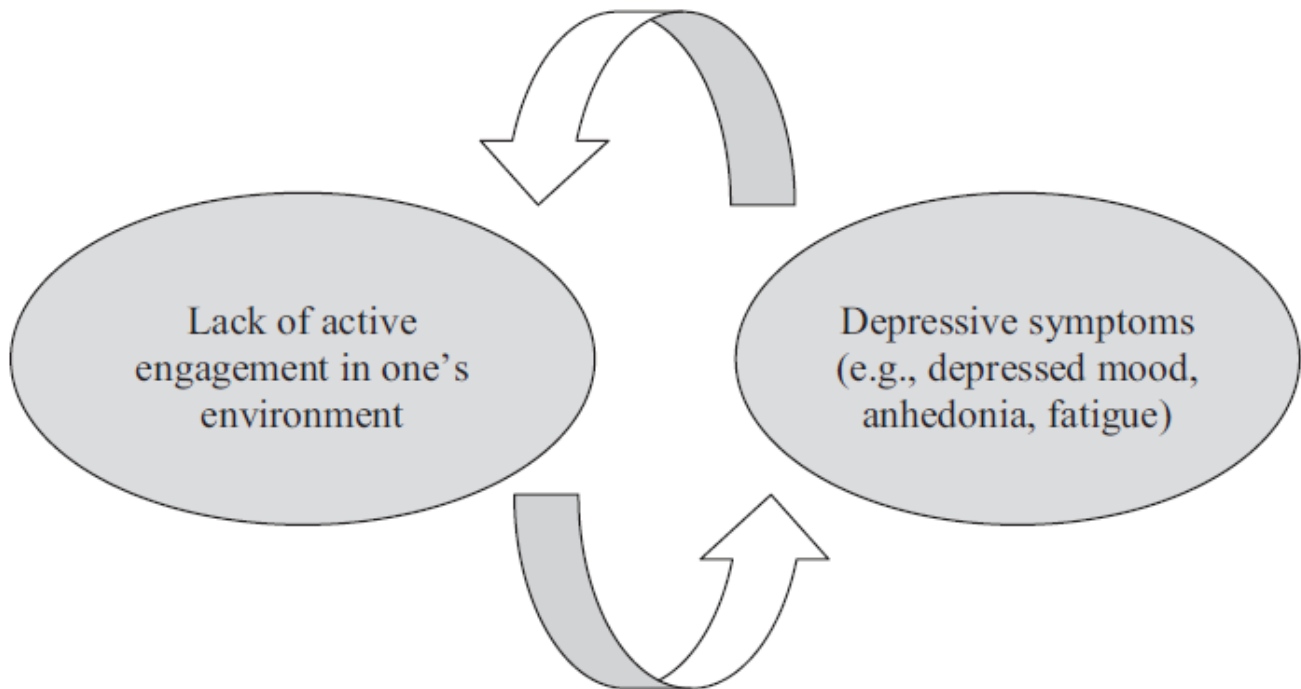 Lack of active
engagement in one’s
environment
Depressive symptoms
(e.g., depressed mood,
anhedonia, fatigue)